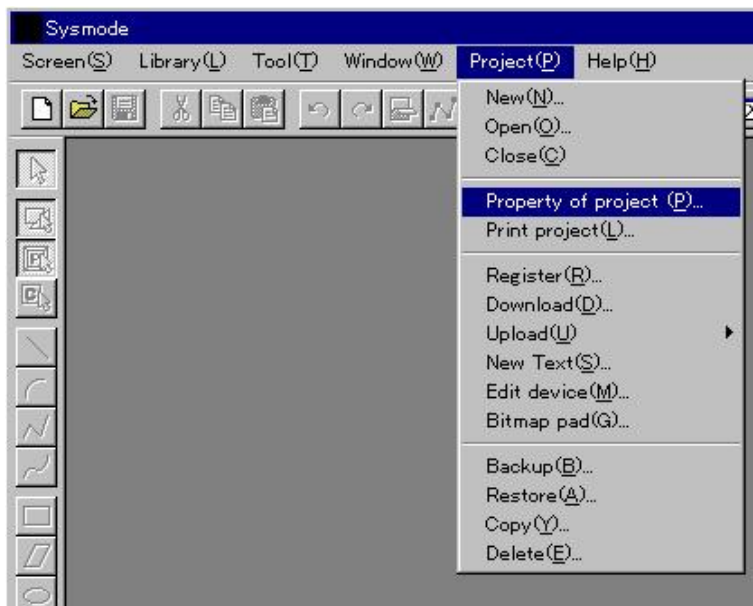 Sysmode
Screen(S) Library(L) Tool(T) Window(W) Project(P) Help(H)
New(N)...
Open(O)...
Close(C)
Property of project (P)...
Print project(L)...
Register(R)...
Download(D)...
Upload(U)
New Text(S)...
Edit device(M)...
Bitmap pad(G)...
Backup(B)...
Restore(A)...
Copy(Y)...
Delete(E)...